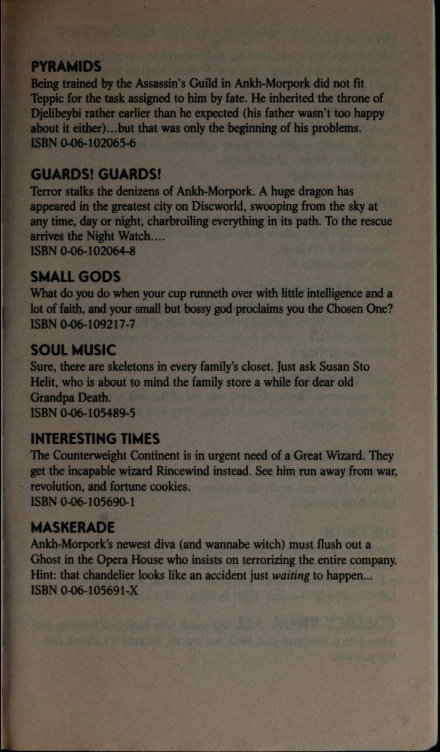 PYRAMIDS
Being trained by the Assassin's Guild in Ankh-Morpork did not fit
Teppic for the task assigned to him by fate. He inherited the throne of
Djelibeybi rather earlier than he expected (his father wasn't too happy
about it either)...but that was only the beginning of his problems.
ISBN 0-06-102065-6
GUARDS! GUARDS!
Terror stalks the denizens of Ankh-Morpork. A huge dragon has
appeared in the greatest city on Discworld, swooping from the sky at
any time, day or night, charbroiling everything in its path. To the rescue
arrives the Night Watch....
ISBN 0-06-102064-8
SMALL GODS
What do you do when your cup runneth over with little intelligence and a
lot of faith, and your small but bossy god proclaims you the Chosen One?
ISBN 0-06-109217-7
SOUL MUSIC
Sure, there are skeletons in every family's closet. Just ask Susan Sto
Helit, who is about to mind the family store a while for dear old
Grandpa Death.
ISBN 0-06-105489-5
INTERESTING TIMES
The Counterweight Continent is in urgent need of a Great Wizard. They
get the incapable wizard Rincewind instead. See him run away from war,
revolution, and fortune cookies.
ISBN 0-06-105690-1
MASKERADE
Ankh-Morpork's newest diva (and wannabe witch) must flush out a
Ghost in the Opera House who insists on terrorizing the entire company.
Hint: that chandelier looks like an accident just waiting to happen...
ISBN 0-06-105691-X